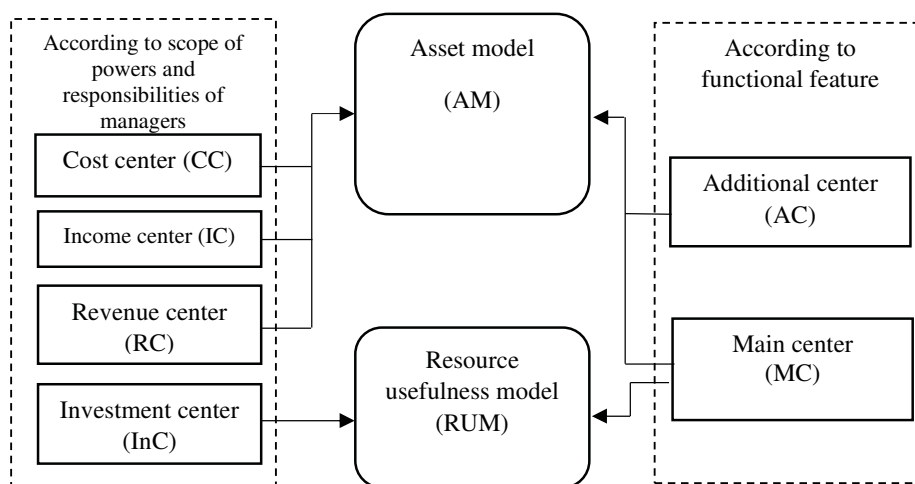 According to scope of
powers and
responsibilities of
managers
Cost center (CC)
Income center (IC)
Revenue center
(RC)
Investment center
(InC)
Asset model
(AM)
Resource
usefulness model
(RUM)
According to
functional feature
Additional center
(AC)
Main center
(MC)